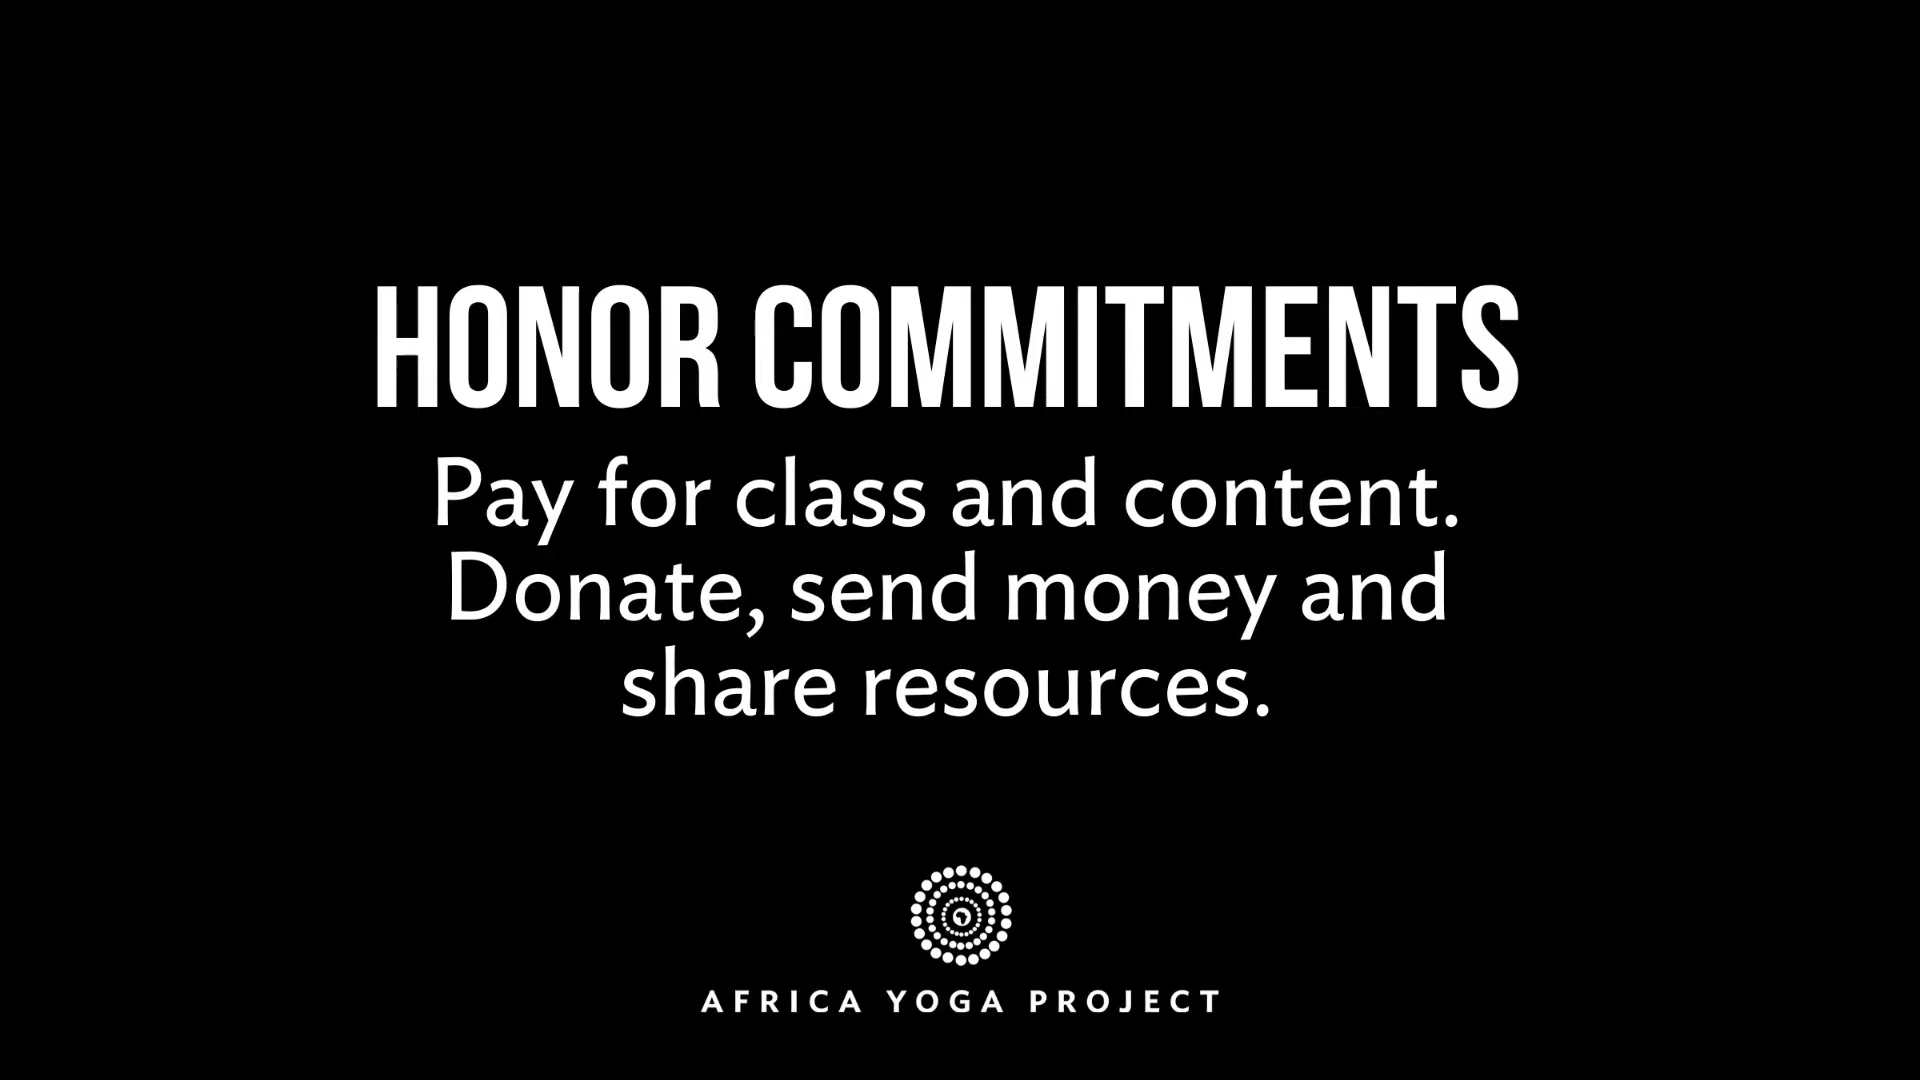 HONOR COMMITMENTS
Pay for class and content.
Donate, send money and
share resources.
AFRICA YOGA PROJECT